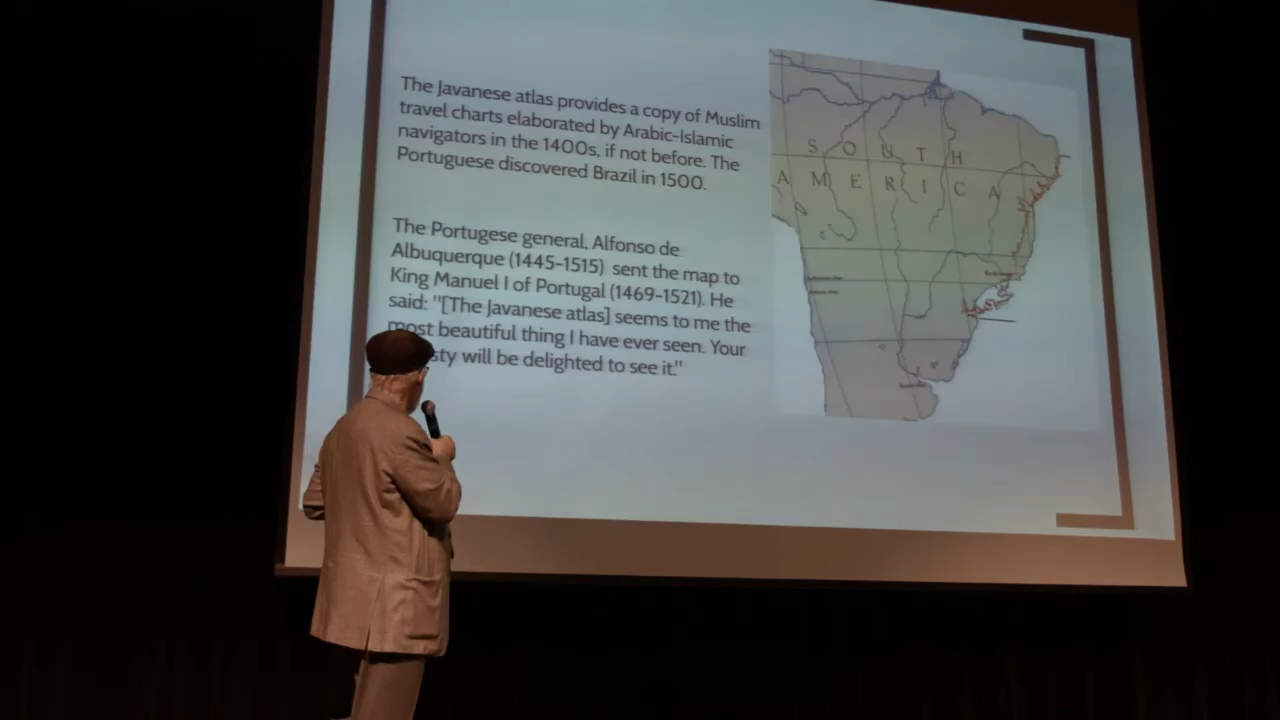 The Javanese atlas provides a copy of Muslim
travel charts elaborated by Arabic-Islamic
navigators in the 1400s, if not before. The
Portuguese discovered Brazil in 1500.
The Portugese general, Alfonso de
Albuquerque (1445-1515) sent the map to
King Manuel I of Portugal (1469-1521). He
said: "[The Javanese atlas] seems to me the
most beautiful thing I have ever seen. Your
sty will be delighted to see it."
SOUTH
AMERICA